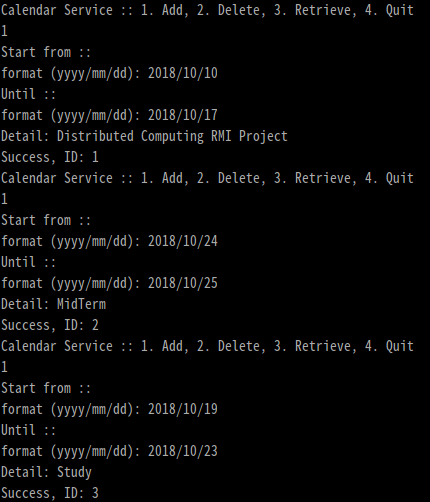 Calendar Service :: 1. Add, 2. Delete, 3. Retrieve, 4. Quit
1
Start from ::
format (yyyy/mm/dd): 2018/10/10
Until ::
format (yyyy/mm/dd): 2018/10/17
Detail: Distributed Computing RMI Project
Success, ID: 1
Calendar Service :: 1. Add, 2. Delete, 3. Retrieve, 4. Quit
1
Start from ::
format (yyyy/mm/dd): 2018/10/24
Until ::
format (yyyy/mm/dd): 2018/10/25
Detail: MidTerm
Success, ID: 2
Calendar Service :: 1. Add, 2. Delete, 3. Retrieve, 4. Quit
1
Start from ::
format (yyyy/mm/dd): 2018/10/19
Until ::
format (yyyy/mm/dd): 2018/10/23
Detail: Study
Success, ID: 3